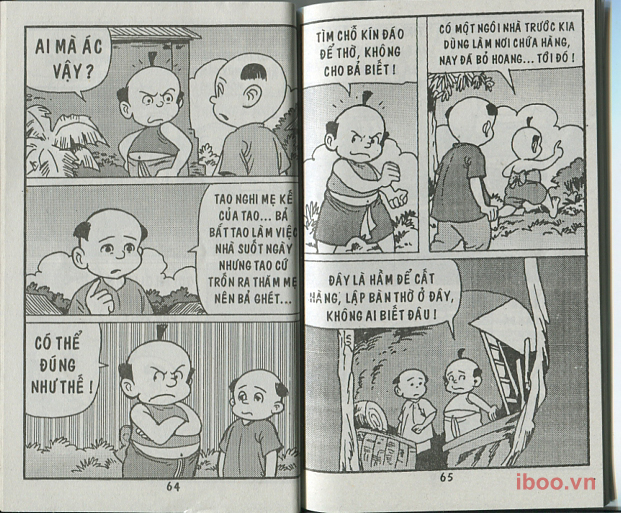 AI MÀ ÁC
VẬY ?
TAO NGHI MẸ KẾ
CỦA TAO... BẢ
BẮT TAO LÀM VIỆC
NHÀ SUỐT NGÀY
NHƯNG TAO CỨ
TRỐN RA THĂM MẸ
NÊN BẢ GHÉT...
CÓ THỂ
ĐÚNG
NHƯ THẾ !
64
TÌM CHỖ KÍN ĐÁO
ĐỂ THỜ, KHÔNG
CHO BẢ BIẾT !
CÓ MỘT NGÔI NHÀ TRƯỚC KIA
DÙNG LÀM NƠI CHỨA HÀNG,
NAY ĐÃ BỎ HOANG... TỐI ĐÓ !
ĐÂY LÀ HẦM ĐỂ CẤT
HÀNG, LẬP BÀN THỜ Ở ĐÂY,
KHÔNG AI BIẾT ĐÂU !
65
iboo.vn